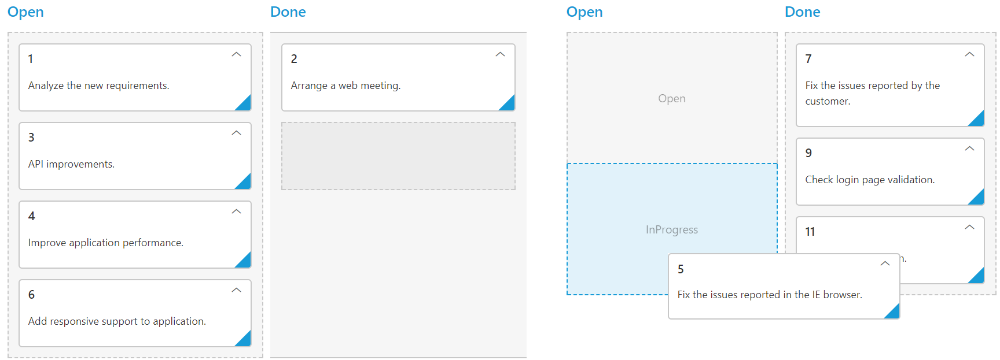 Open
1
Analyze the new requirements.
3
API improvements.
4
Improve application performance.
6
Add responsive support to application.
Done
2
Arrange a web meeting.
Open
Open
InProgress
Done
7
Fix the issues reported by the
customer.
9
Check login page validation.
11
5
Fix the issues reported in the IE browser.